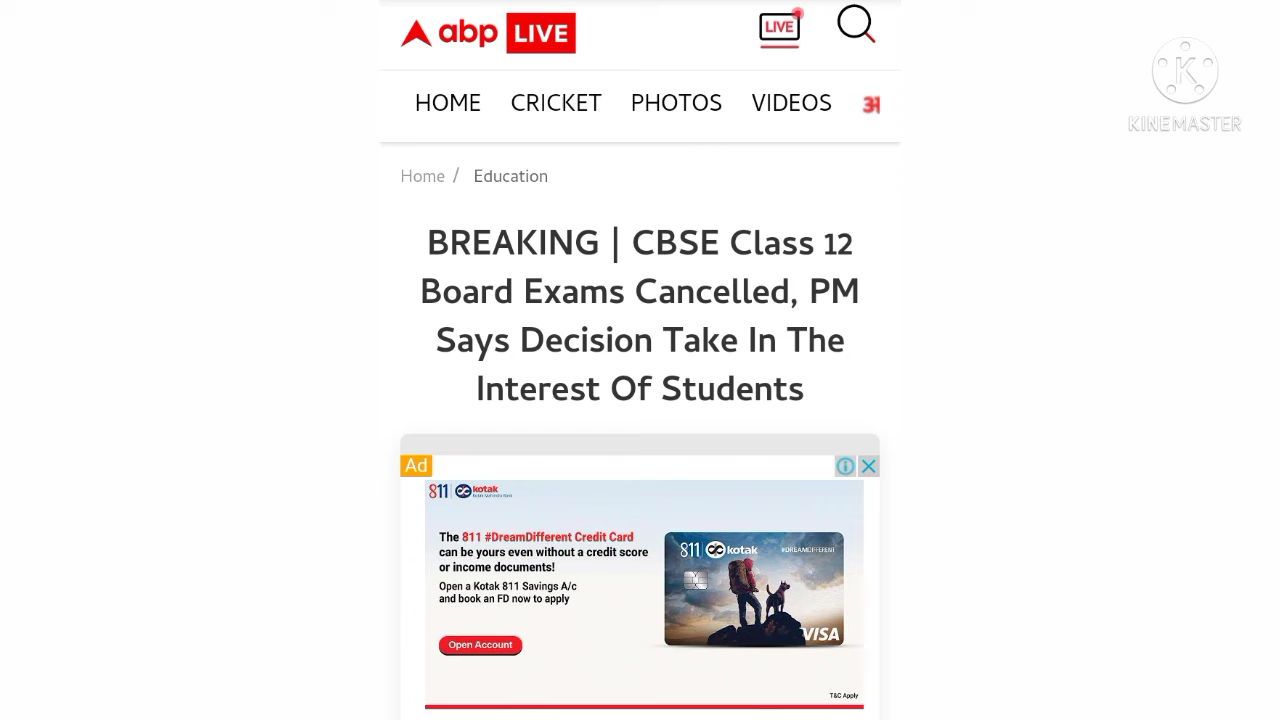 abp LIVE
LIVE
K
KINEMASTER
HOME CRICKET PHOTOS VIDEOS अ
Home / Education
BREAKING | CBSE Class 12
Board Exams Cancelled, PM
Says Decision Take In The
Interest Of Students
Ad
811 kotak
The 811 #DreamDifferent Credit Card
can be yours even without a credit score
or income documents!
Open a Kotak 811 Savings A/c
and book an FD now to apply
Open Account
811 kotak
#DREAMDIFFERENT
VISA
T&C Apply